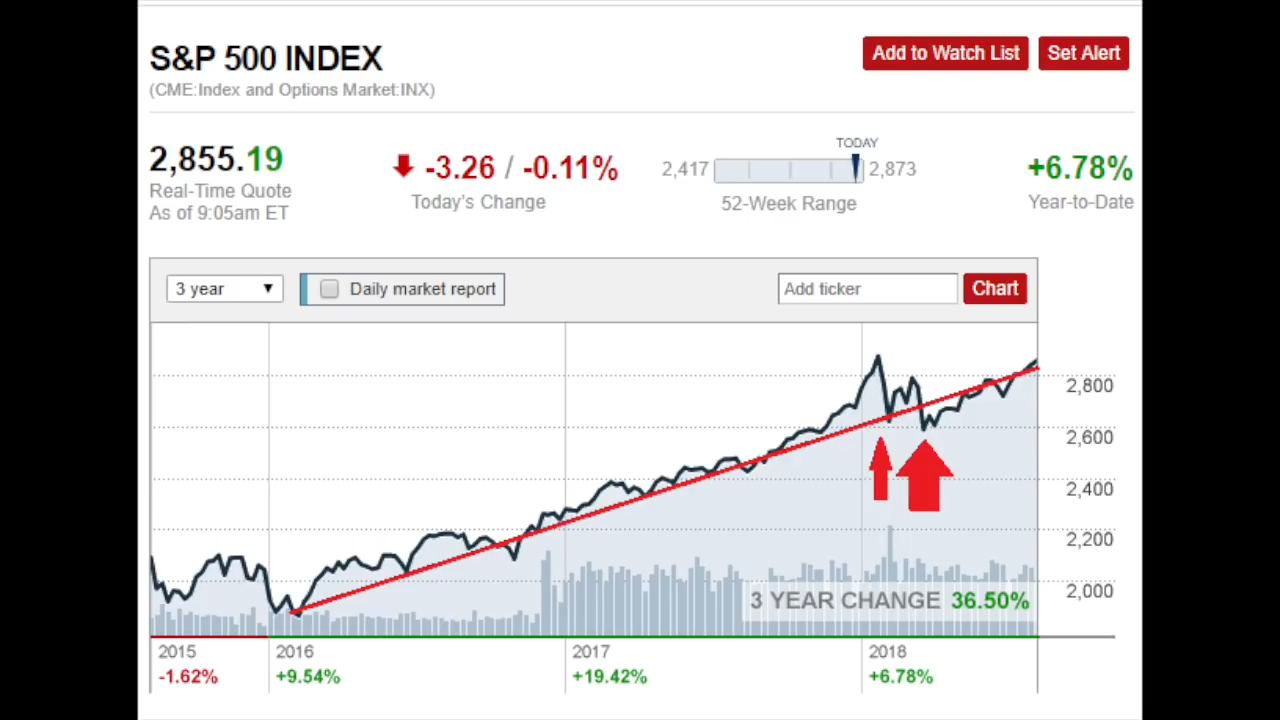 S&P 500 INDEX
Add to Watch List
Set Alert
(CME:Index and Options Market:INX)
2,855.19
Real-Time Quote
As of 9:05am ET
-3.26 / -0.11%
Today's Change
TODAY
2,417
2,873
52-Week Range
+6.78%
Year-to-Date
3 year
Daily market report
Add ticker
Chart
2,800
2,600
2,400
2,200
2,000
3 YEAR CHANGE 36.50%
2015
2016
2017
2018
-1.62%
+9.54%
+19.42%
+6.78%